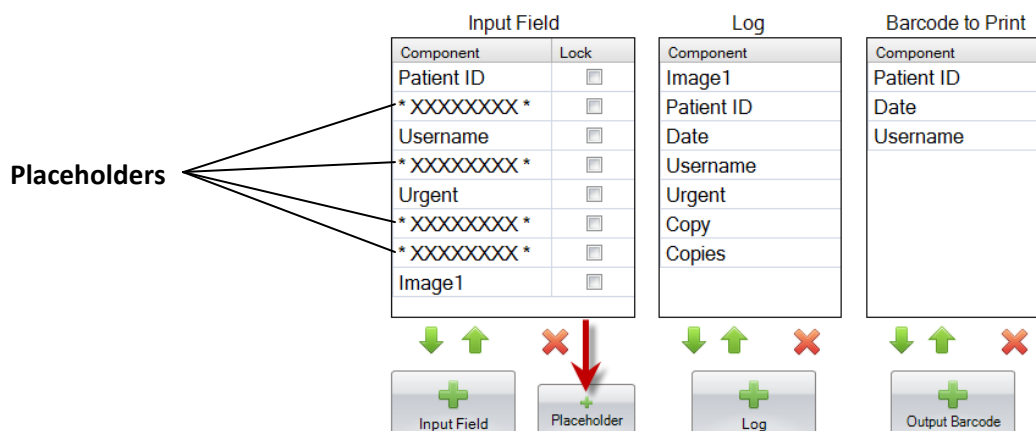 Input Field Log Barcode to Print
Component Lock Component Component
Patient ID Image1 Patient ID
* XXXXXXXX * Patient ID Date
Username Date Username
Placeholders
* XXXXXXXX * Username
Urgent Urgent
* XXXXXXXX * Copy
* XXXXXXXX * Copies
Image1
Input Field Placeholder Log Output Barcode